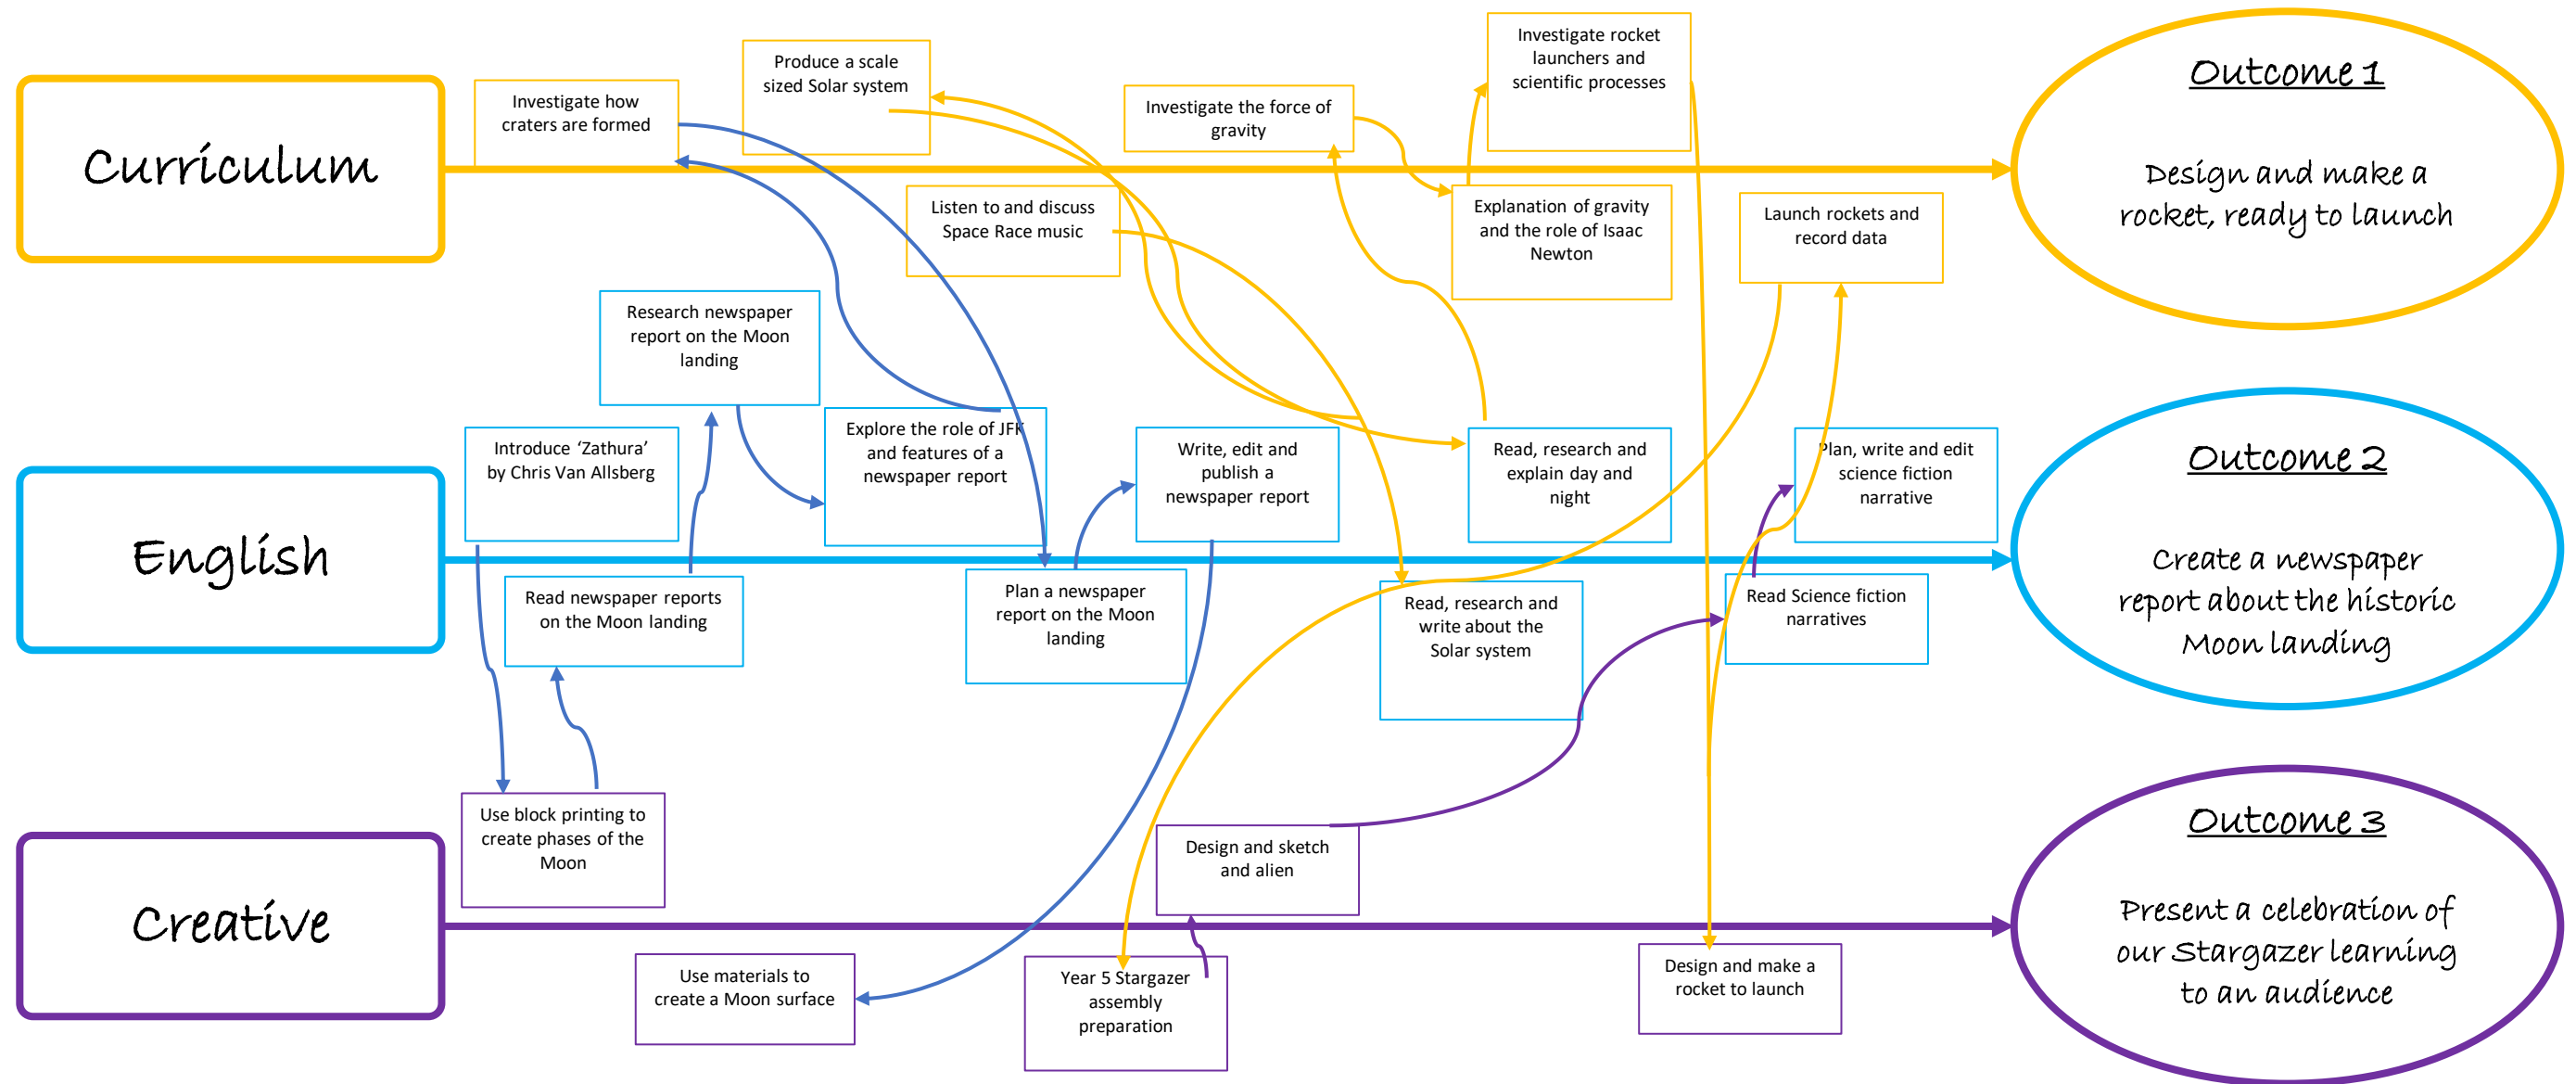 Curriculum
Investigate how
craters are formed
Produce a scale
sized Solar system
Listen to and discuss
Space Race music
Investigate the force of
gravity
Explanation of gravity
and the role of Isaac
Newton
Investigate rocket
launchers and
scientific processes
Launch rockets and
record data
Outcome 1
Design and make a
rocket, ready to launch
English
Introduce ‘Zathura’
by Chris Van Allsberg
Read newspaper reports
on the Moon landing
Research newspaper
report on the Moon
landing
Explore the role of JFK
and features of a
newspaper report
Plan a newspaper
report on the Moon
landing
Write, edit and
publish a
newspaper report
Read, research and
write about the
Solar system
Read, research and
explain day and
night
Read Science fiction
narratives
Plan, write and edit
science fiction
narrative
Outcome 2
Create a newspaper
report about the historic
Moon landing
Creative
Use block printing to
create phases of the
Moon
Use materials to
create a Moon surface
Year 5 Stargazer
assembly
preparation
Design and sketch
and alien
Design and make a
rocket to launch
Outcome 3
Present a celebration of
our Stargazer learning
to an audience